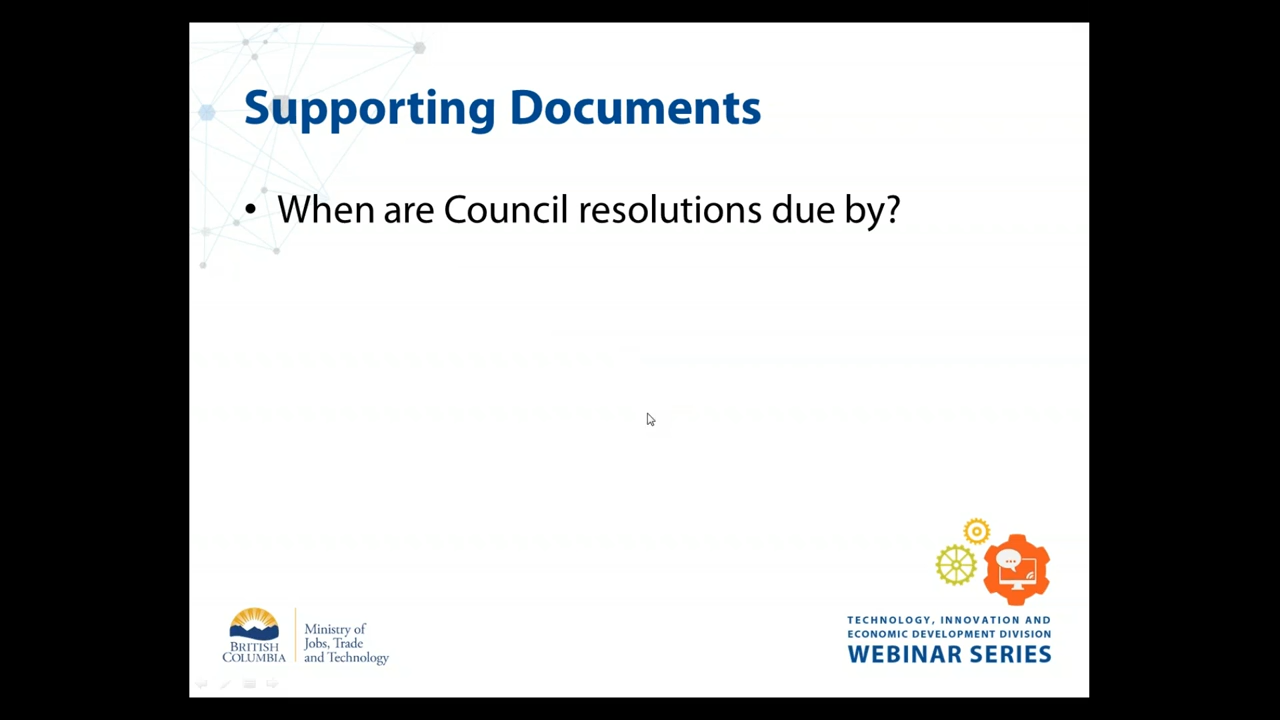 Supporting Documents
• When are Council resolutions due by?
BRITISH
COLUMBIA
Ministry of
Jobs, Trade
and Technology
TECHNOLOGY, INNOVATION AND
ECONOMIC DEVELOPMENT DIVISION
WEBINAR SERIES